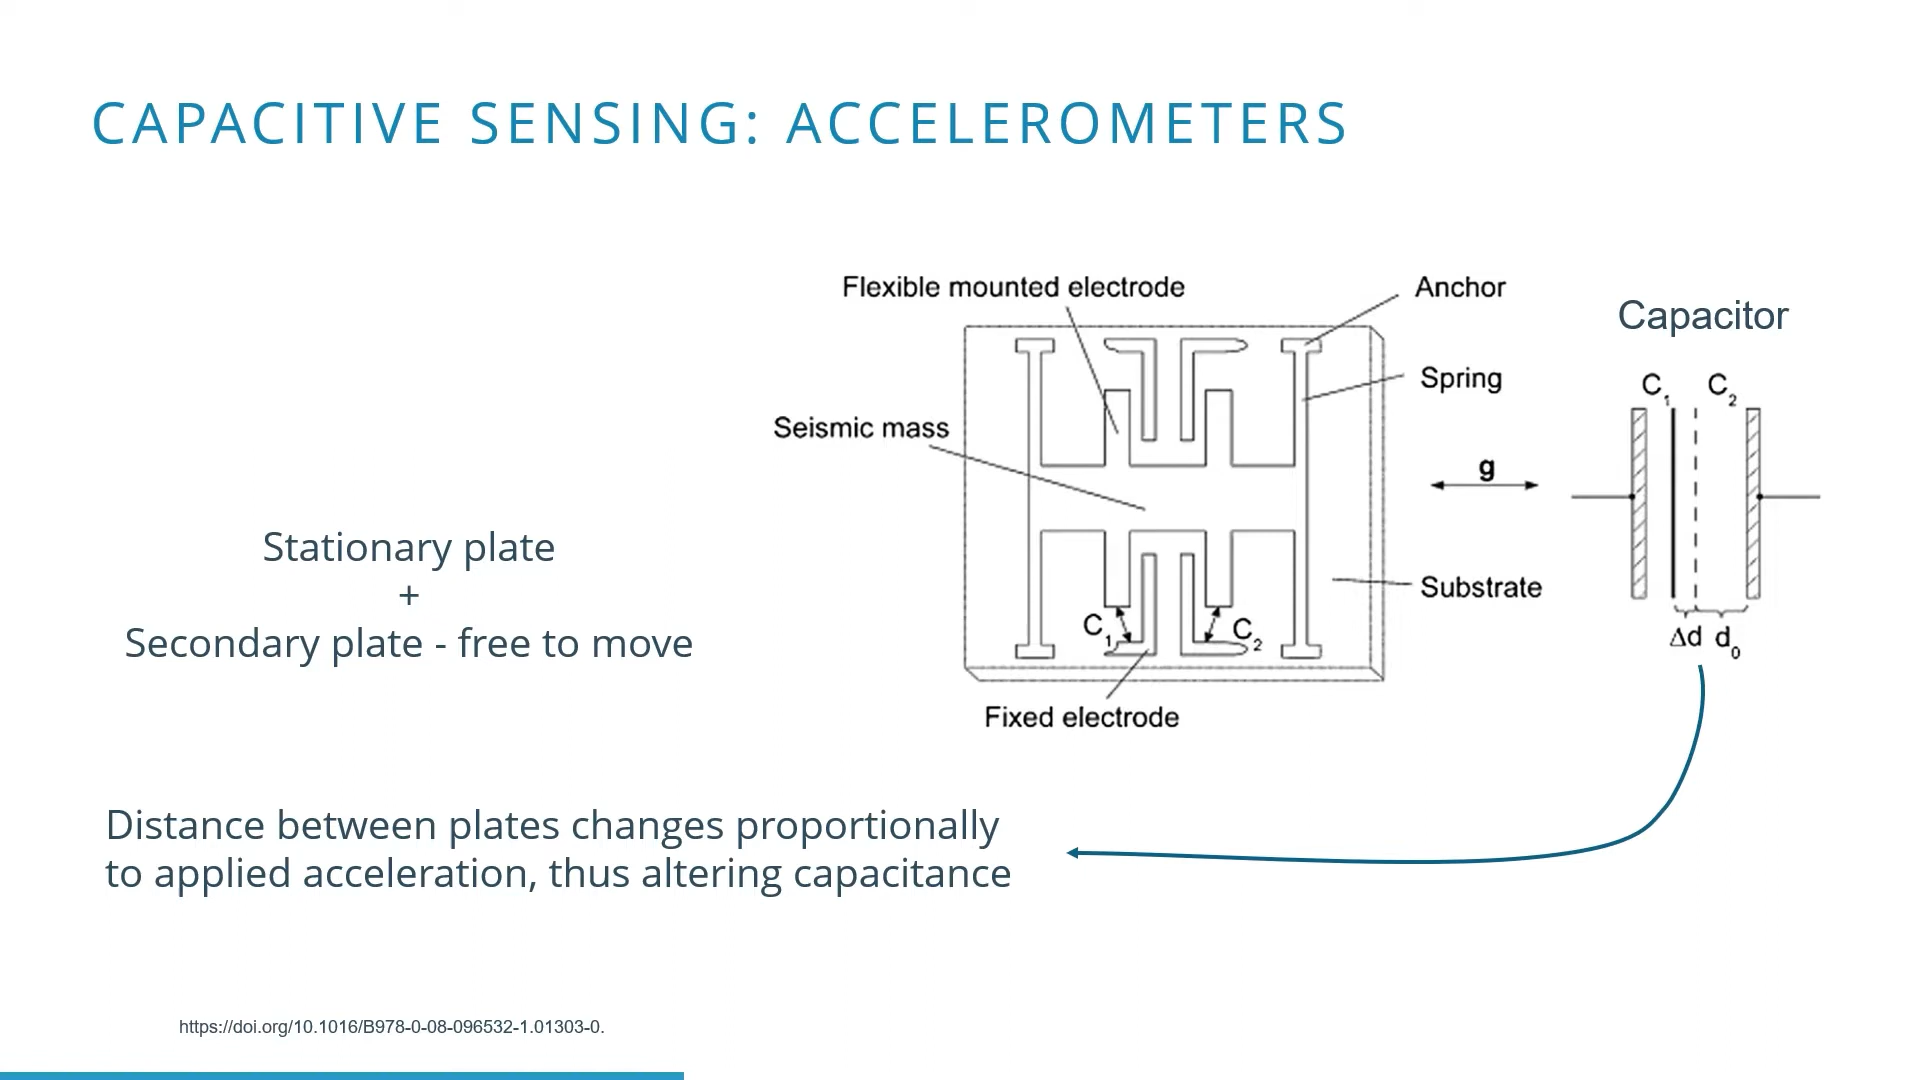 CAPACITIVE SENSING: ACCELEROMETERS
Flexible mounted electrode
Anchor
Capacitor
Spring
C1 C2
Seismic mass
g
Stationary plate
+
Secondary plate - free to move
Substrate
C1
C2
Δd d0
Fixed electrode
Distance between plates changes proportionally
to applied acceleration, thus altering capacitance
https://doi.org/10.1016/B978-0-08-096532-1.01303-0.